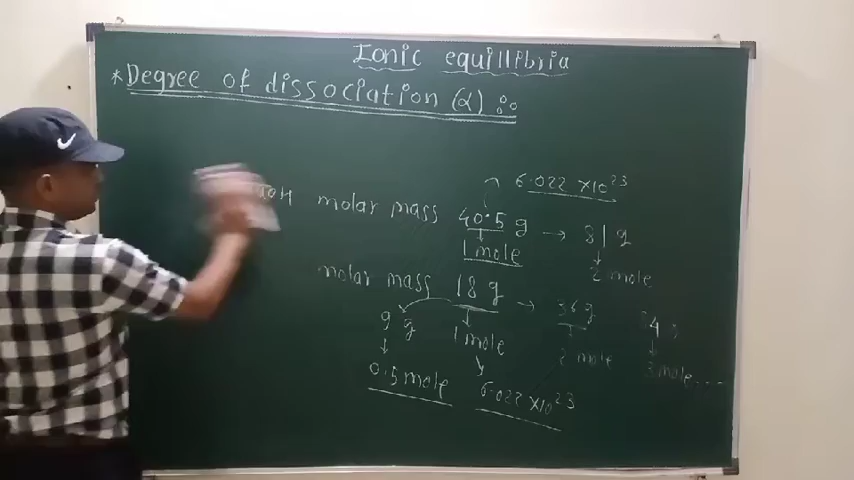 Ionic equilibria
*Degree of dissociation (α) :
6.022 ×10²³
molar mass 40.5 g → 81 g
1 mole
2 mole
molar mass 18 g → 36 g
9 g
1 mole
2 mole
3 mole...
0.5 mole
6.022 ×10²³